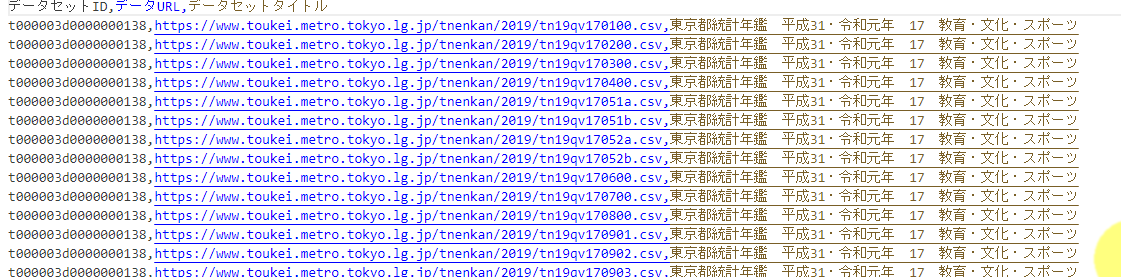 データセットID,データURL,データセットタイトル
t000003d0000000138,https://www.toukei.metro.tokyo.lg.jp/tnenkan/2019/tn19qv170100.csv,東京都統計年鑑　平成31・令和元年　17　教育・文化・スポーツ
t000003d0000000138,https://www.toukei.metro.tokyo.lg.jp/tnenkan/2019/tn19qv170200.csv,東京都統計年鑑　平成31・令和元年　17　教育・文化・スポーツ
t000003d0000000138,https://www.toukei.metro.tokyo.lg.jp/tnenkan/2019/tn19qv170300.csv,東京都統計年鑑　平成31・令和元年　17　教育・文化・スポーツ
t000003d0000000138,https://www.toukei.metro.tokyo.lg.jp/tnenkan/2019/tn19qv170400.csv,東京都統計年鑑　平成31・令和元年　17　教育・文化・スポーツ
t000003d0000000138,https://www.toukei.metro.tokyo.lg.jp/tnenkan/2019/tn19qv17051a.csv,東京都統計年鑑　平成31・令和元年　17　教育・文化・スポーツ
t000003d0000000138,https://www.toukei.metro.tokyo.lg.jp/tnenkan/2019/tn19qv17051b.csv,東京都統計年鑑　平成31・令和元年　17　教育・文化・スポーツ
t000003d0000000138,https://www.toukei.metro.tokyo.lg.jp/tnenkan/2019/tn19qv17052a.csv,東京都統計年鑑　平成31・令和元年　17　教育・文化・スポーツ
t000003d0000000138,https://www.toukei.metro.tokyo.lg.jp/tnenkan/2019/tn19qv17052b.csv,東京都統計年鑑　平成31・令和元年　17　教育・文化・スポーツ
t000003d0000000138,https://www.toukei.metro.tokyo.lg.jp/tnenkan/2019/tn19qv170600.csv,東京都統計年鑑　平成31・令和元年　17　教育・文化・スポーツ
t000003d0000000138,https://www.toukei.metro.tokyo.lg.jp/tnenkan/2019/tn19qv170700.csv,東京都統計年鑑　平成31・令和元年　17　教育・文化・スポーツ
t000003d0000000138,https://www.toukei.metro.tokyo.lg.jp/tnenkan/2019/tn19qv170800.csv,東京都統計年鑑　平成31・令和元年　17　教育・文化・スポーツ
t000003d0000000138,https://www.toukei.metro.tokyo.lg.jp/tnenkan/2019/tn19qv170901.csv,東京都統計年鑑　平成31・令和元年　17　教育・文化・スポーツ
t000003d0000000138,https://www.toukei.metro.tokyo.lg.jp/tnenkan/2019/tn19qv170902.csv,東京都統計年鑑　平成31・令和元年　17　教育・文化・スポーツ
t000003d0000000138,https://www.toukei.metro.tokyo.lg.jp/tnenkan/2019/tn19qv170903.csv,東京都統計年鑑　平成31・令和元年　17　教育・文化・スポーツ